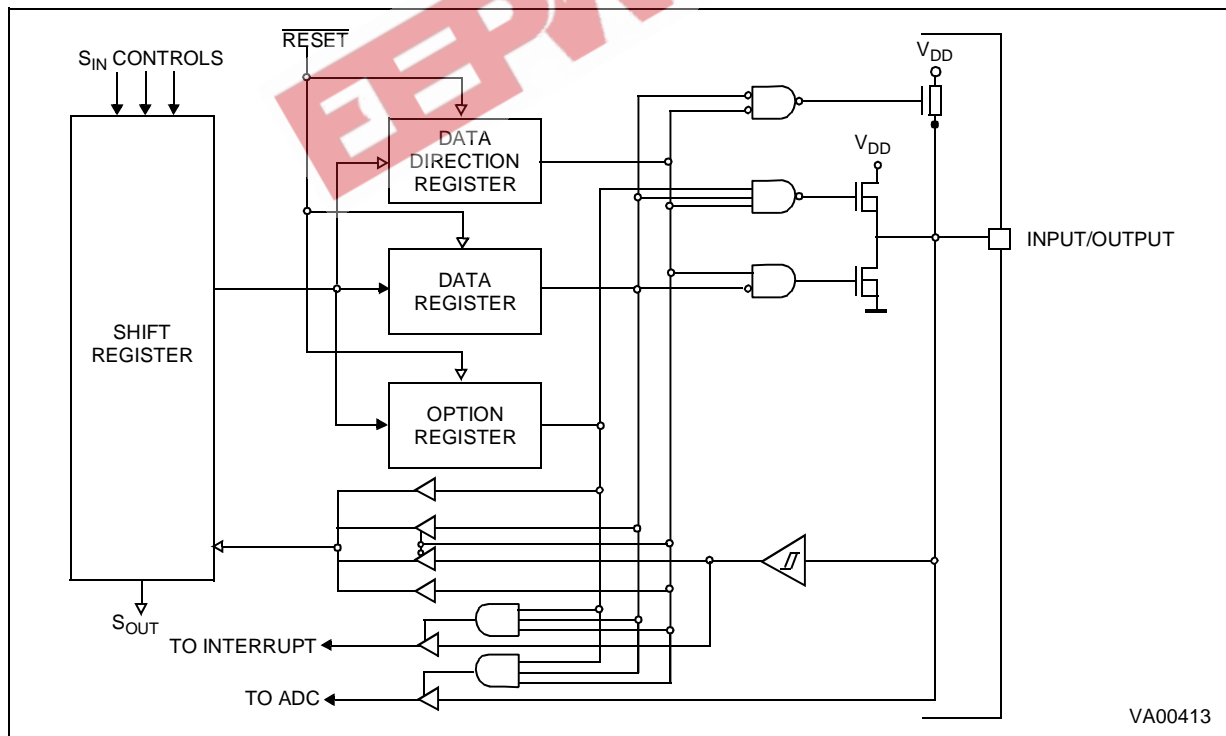 RESET
S_IN CONTROLS
V_DD
DATA
DIRECTION
REGISTER
V_DD
INPUT/OUTPUT
DATA
REGISTER
SHIFT
REGISTER
OPTION
REGISTER
S_OUT
TO INTERRUPT
TO ADC
VA00413